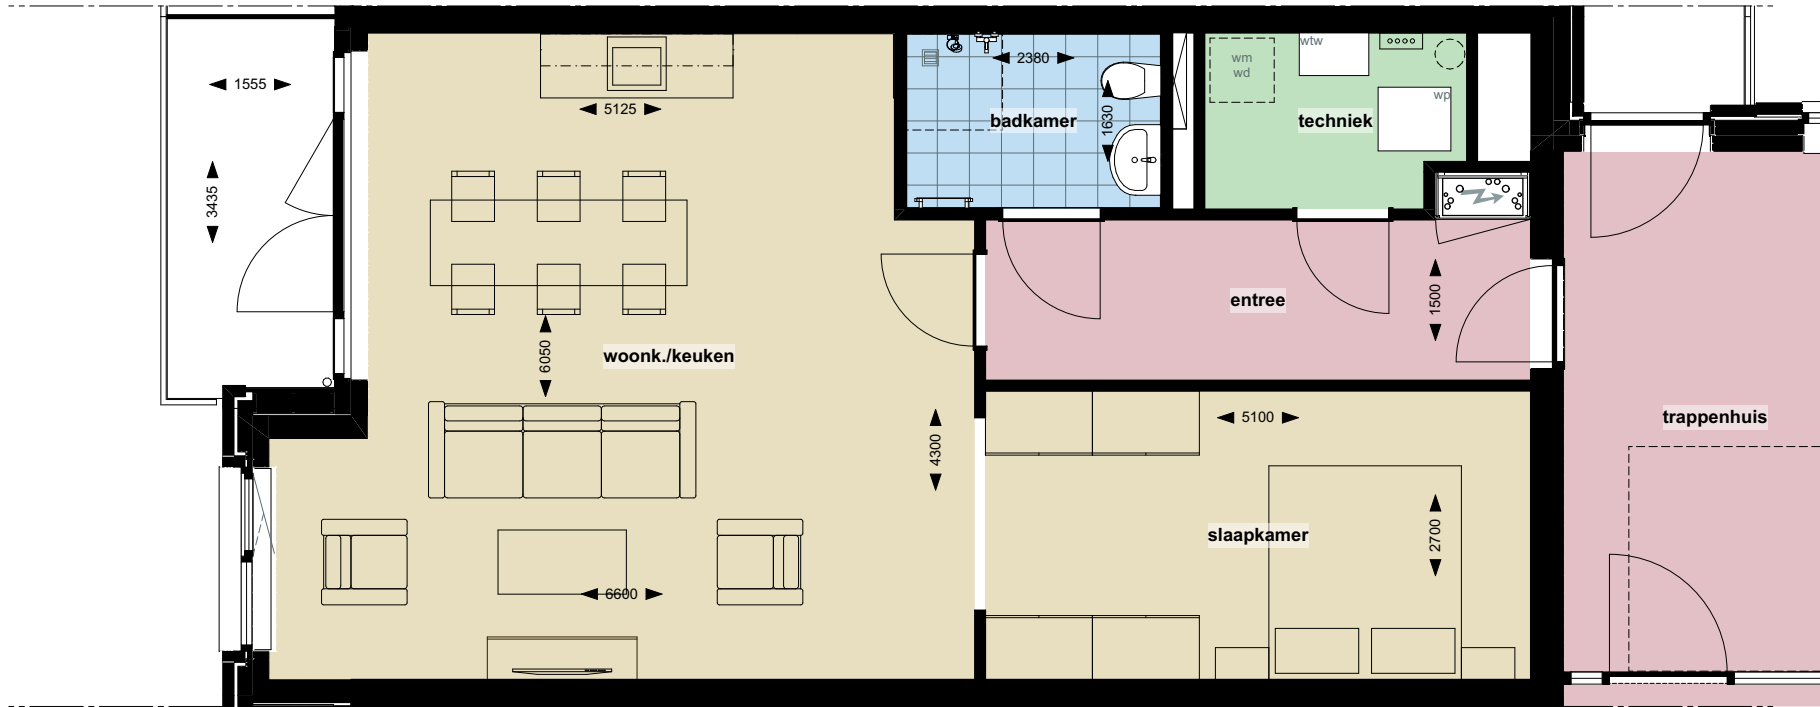 1555
3435
5125
6050
woonk./keuken
6600
4300
2380
1630
badkamer
wm
wd
wtw
wp
techniek
entree
1500
5100
slaapkamer
2700
trappenhuis